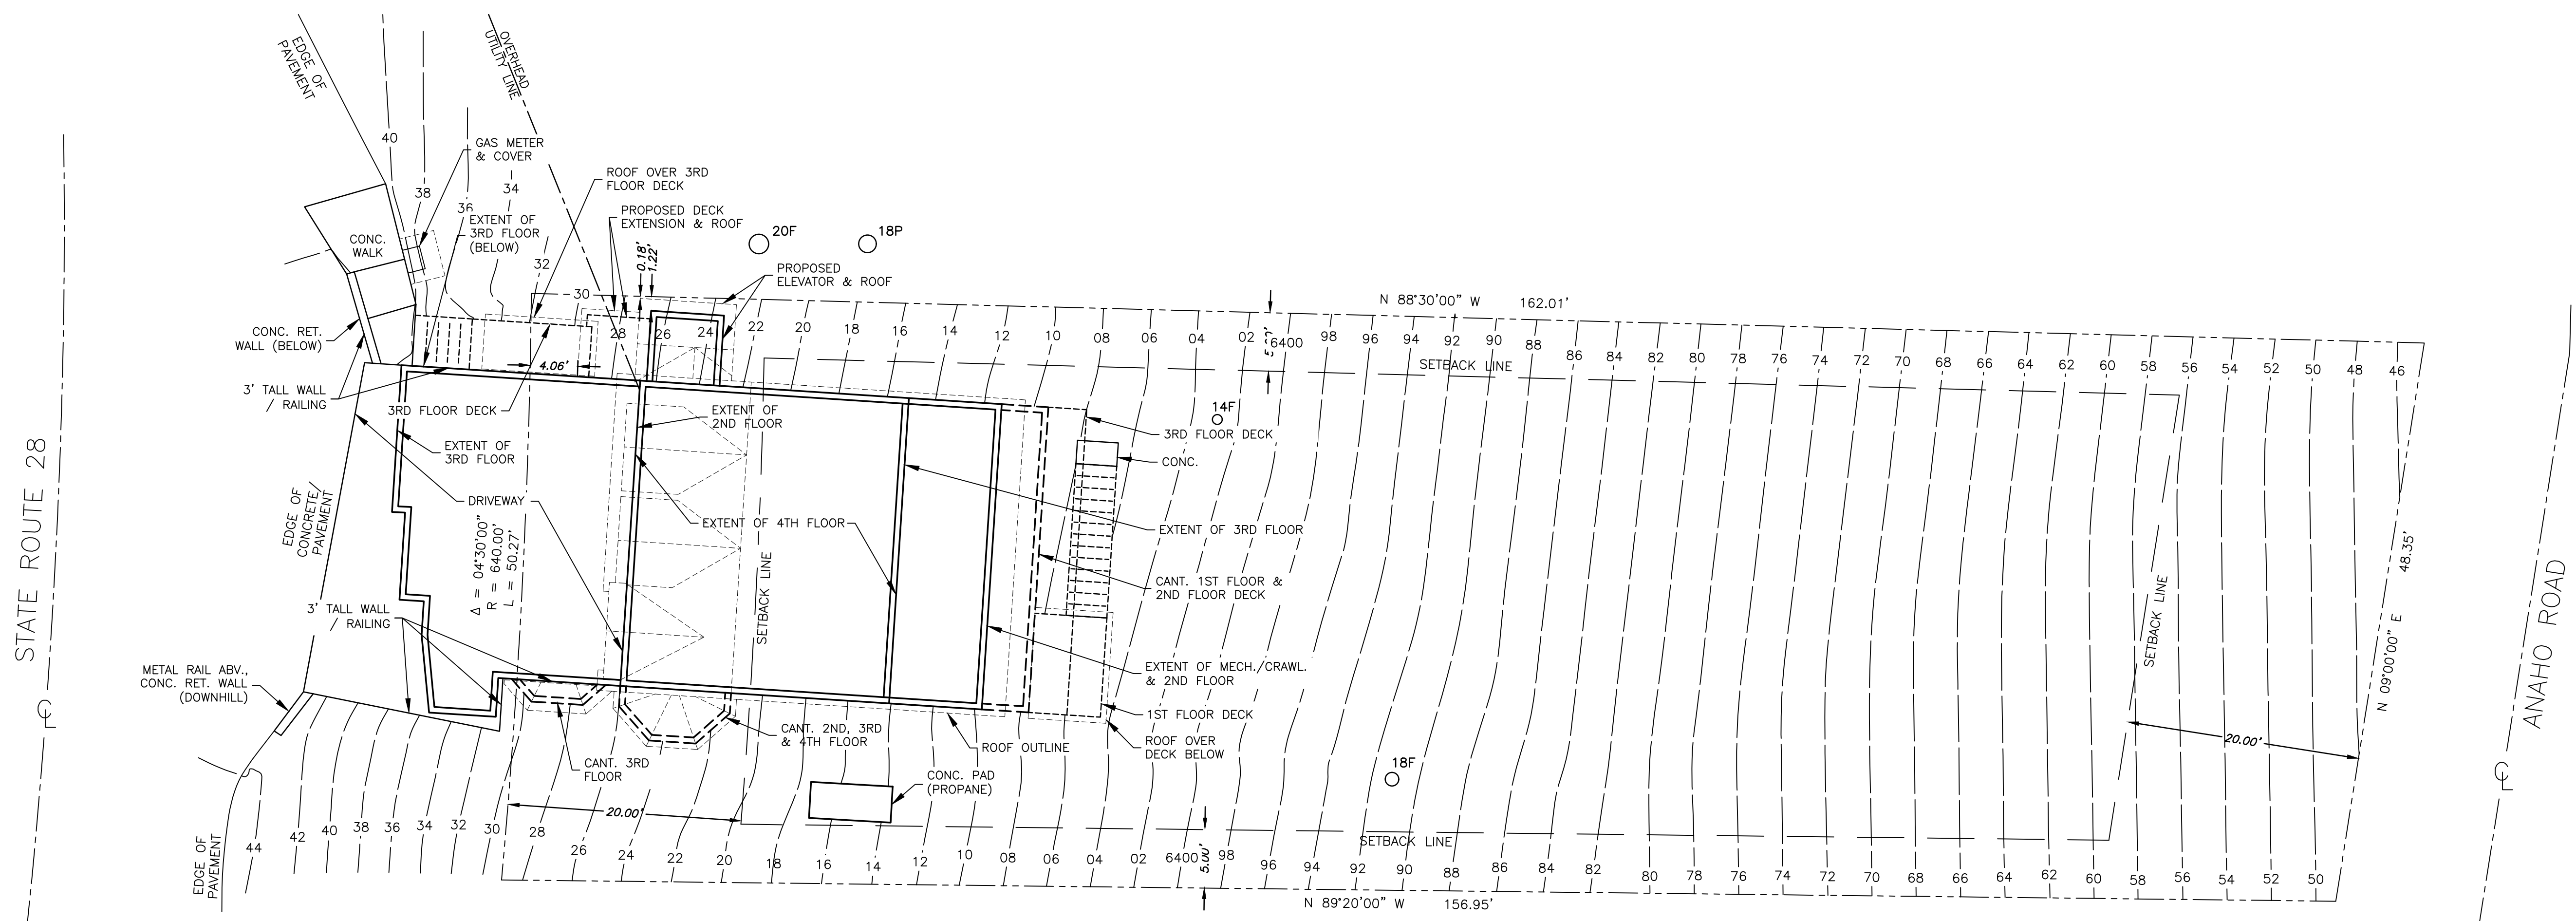 EDGE OF
PAVEMENT
OVERHEAD
UTILITY LINE
40
38
36
34
32
30
GAS METER
& COVER
ROOF OVER 3RD
FLOOR DECK
EXTENT OF
3RD FLOOR
(BELOW)
PROPOSED DECK
EXTENSION & ROOF
CONC.
WALK
20F
18P
0.18'
1.22'
PROPOSED
ELEVATOR & ROOF
N 88°30'00" W 162.01'
CONC. RET.
WALL (BELOW)
28
26
24
22
20
18
16
14
12
10
08
06
04
02
6400
98
96
94
92
90
88
86
84
82
80
78
76
74
72
70
68
66
64
62
60
58
56
54
52
50
48
46
4.06'
SETBACK LINE
3' TALL WALL
/ RAILING
3RD FLOOR DECK
EXTENT OF
2ND FLOOR
14F
3RD FLOOR DECK
EXTENT OF
3RD FLOOR
CONC.
STATE ROUTE 28
EDGE OF
CONCRETE/
PAVEMENT
DRIVEWAY
EXTENT OF 4TH FLOOR
EXTENT OF 3RD FLOOR
Δ = 04°30'00"
R = 640.00'
L = 50.27'
SETBACK LINE
CANT. 1ST FLOOR &
2ND FLOOR DECK
3' TALL WALL
/ RAILING
SETBACK LINE
N 09°00'00" E 48.35'
ANAHO ROAD
METAL RAIL ABV.,
CONC. RET. WALL
(DOWNHILL)
EXTENT OF MECH./CRAWL.
& 2ND FLOOR
1ST FLOOR DECK
CANT. 2ND, 3RD
& 4TH FLOOR
ROOF OUTLINE
ROOF OVER
DECK BELOW
20.00'
CANT. 3RD
FLOOR
CONC. PAD
(PROPANE)
18F
20.00'
SETBACK LINE
5.00'
EDGE OF
PAVEMENT
44
42
40
38
36
34
32
30
28
26
24
22
20
18
16
14
12
10
08
06
04
02
6400
98
96
94
92
90
88
86
84
82
80
78
76
74
72
70
68
66
64
62
60
58
56
54
52
50
N 89°20'00" W 156.95'